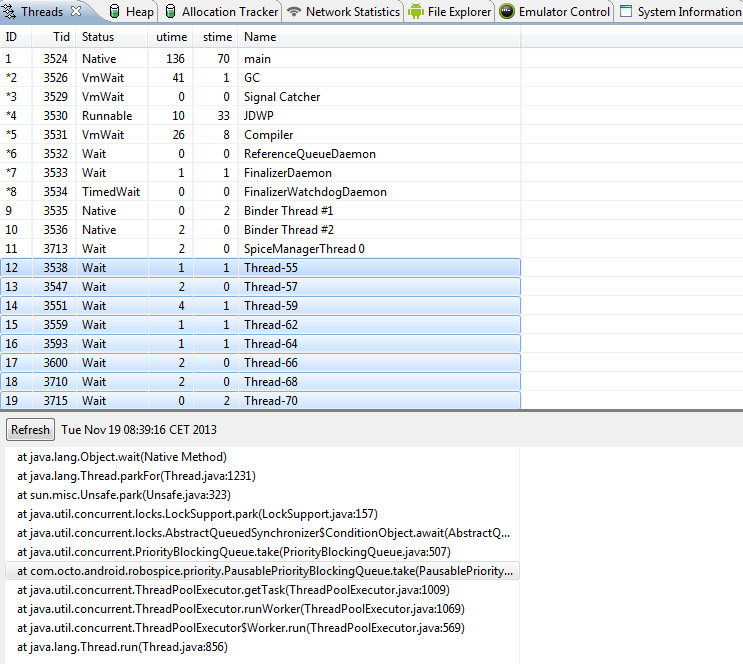 Threads Heap Allocation Tracker Network Statistics File Explorer Emulator Control System Information
ID Tid Status utime stime Name
1 3524 Native 136 70 main
*2 3526 VmWait 41 1 GC
*3 3529 VmWait 0 0 Signal Catcher
*4 3530 Runnable 10 33 JDWP
*5 3531 VmWait 26 8 Compiler
*6 3532 Wait 0 0 ReferenceQueueDaemon
*7 3533 Wait 1 1 FinalizerDaemon
*8 3534 TimedWait 0 0 FinalizerWatchdogDaemon
9 3535 Native 0 2 Binder Thread #1
10 3536 Native 2 0 Binder Thread #2
11 3713 Wait 2 0 SpiceManagerThread 0
12 3538 Wait 1 1 Thread-55
13 3547 Wait 2 0 Thread-57
14 3551 Wait 4 1 Thread-59
15 3559 Wait 1 1 Thread-62
16 3593 Wait 1 1 Thread-64
17 3600 Wait 2 0 Thread-66
18 3710 Wait 2 0 Thread-68
19 3715 Wait 0 2 Thread-70
Refresh Tue Nov 19 08:39:16 CET 2013
at java.lang.Object.wait(Native Method)
at java.lang.Thread.parkFor(Thread.java:1231)
at sun.misc.Unsafe.park(Unsafe.java:323)
at java.util.concurrent.locks.LockSupport.park(LockSupport.java:157)
at java.util.concurrent.locks.AbstractQueuedSynchronizer$ConditionObject.await(AbstractQ...
at java.util.concurrent.PriorityBlockingQueue.take(PriorityBlockingQueue.java:507)
at com.octo.android.robospice.priority.PausablePriorityBlockingQueue.take(PausablePriority...
at java.util.concurrent.ThreadPoolExecutor.getTask(ThreadPoolExecutor.java:1009)
at java.util.concurrent.ThreadPoolExecutor.runWorker(ThreadPoolExecutor.java:1069)
at java.util.concurrent.ThreadPoolExecutor$Worker.run(ThreadPoolExecutor.java:569)
at java.lang.Thread.run(Thread.java:856)